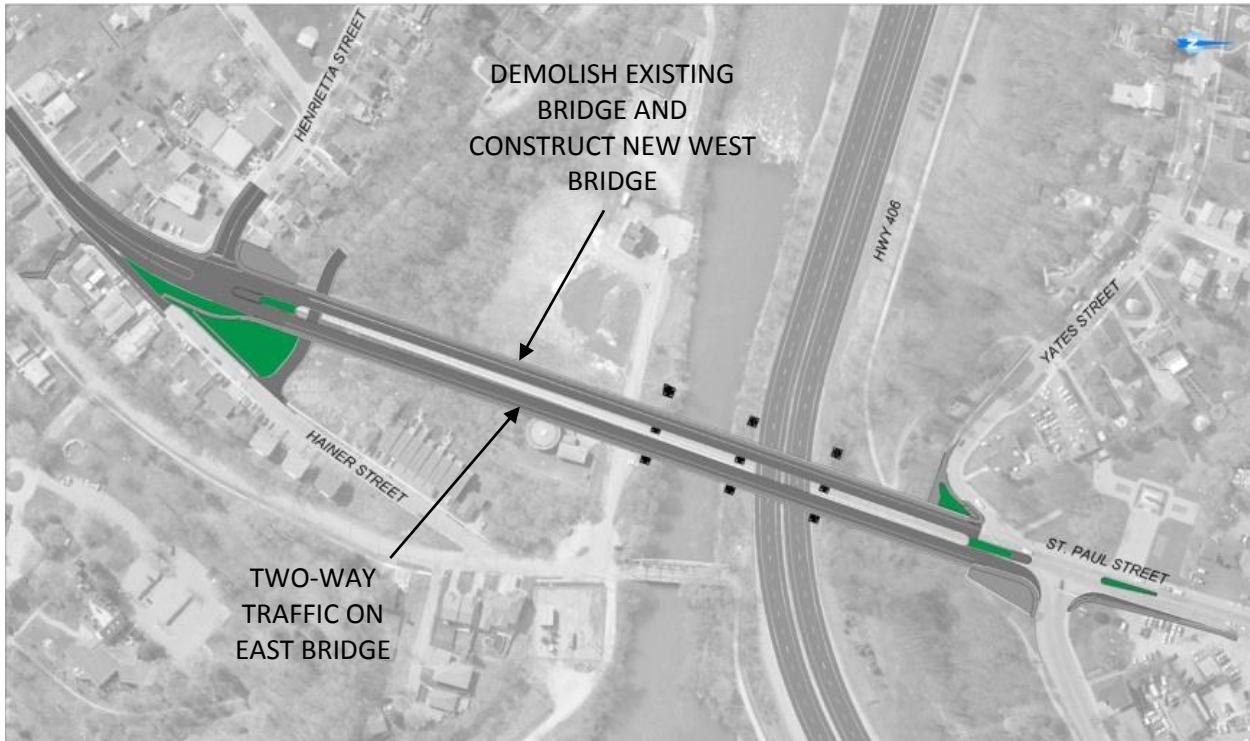 HENRIETTA STREET
DEMOLISH EXISTING
BRIDGE AND
CONSTRUCT NEW WEST
BRIDGE
N
HWY 406
YATES STREET
HAINER STREET
ST. PAUL STREET
TWO-WAY
TRAFFIC ON
EAST BRIDGE